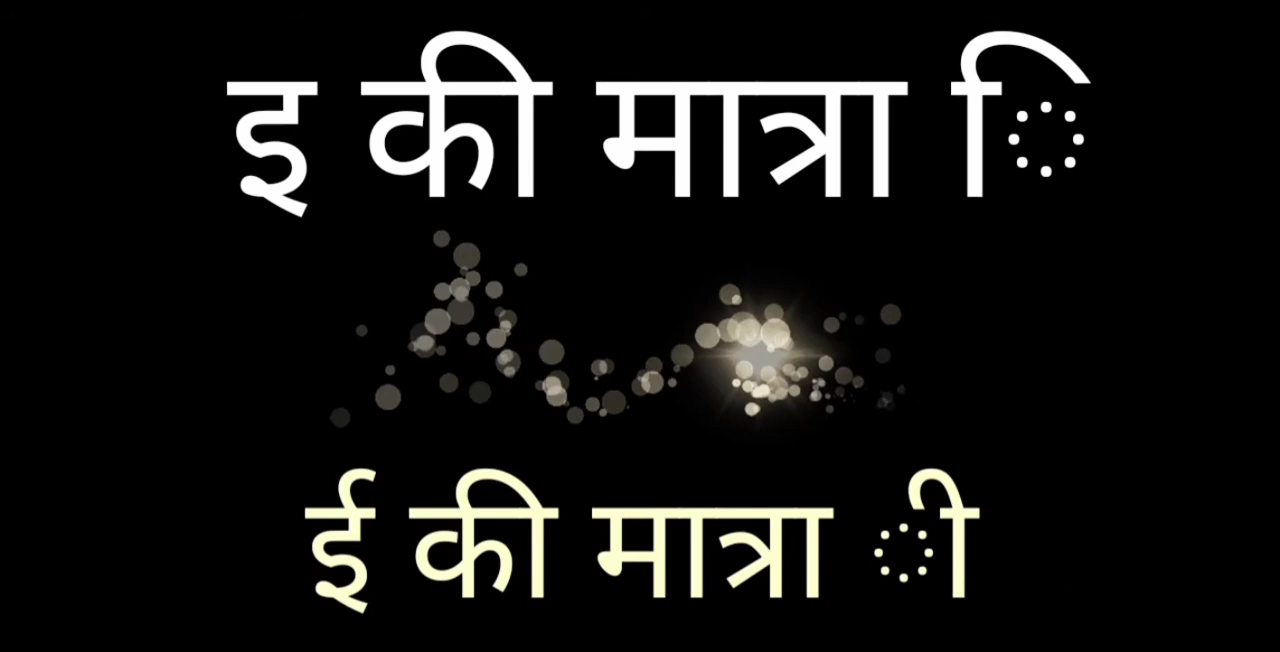 इ की मात्रा ि
ई की मात्रा ी